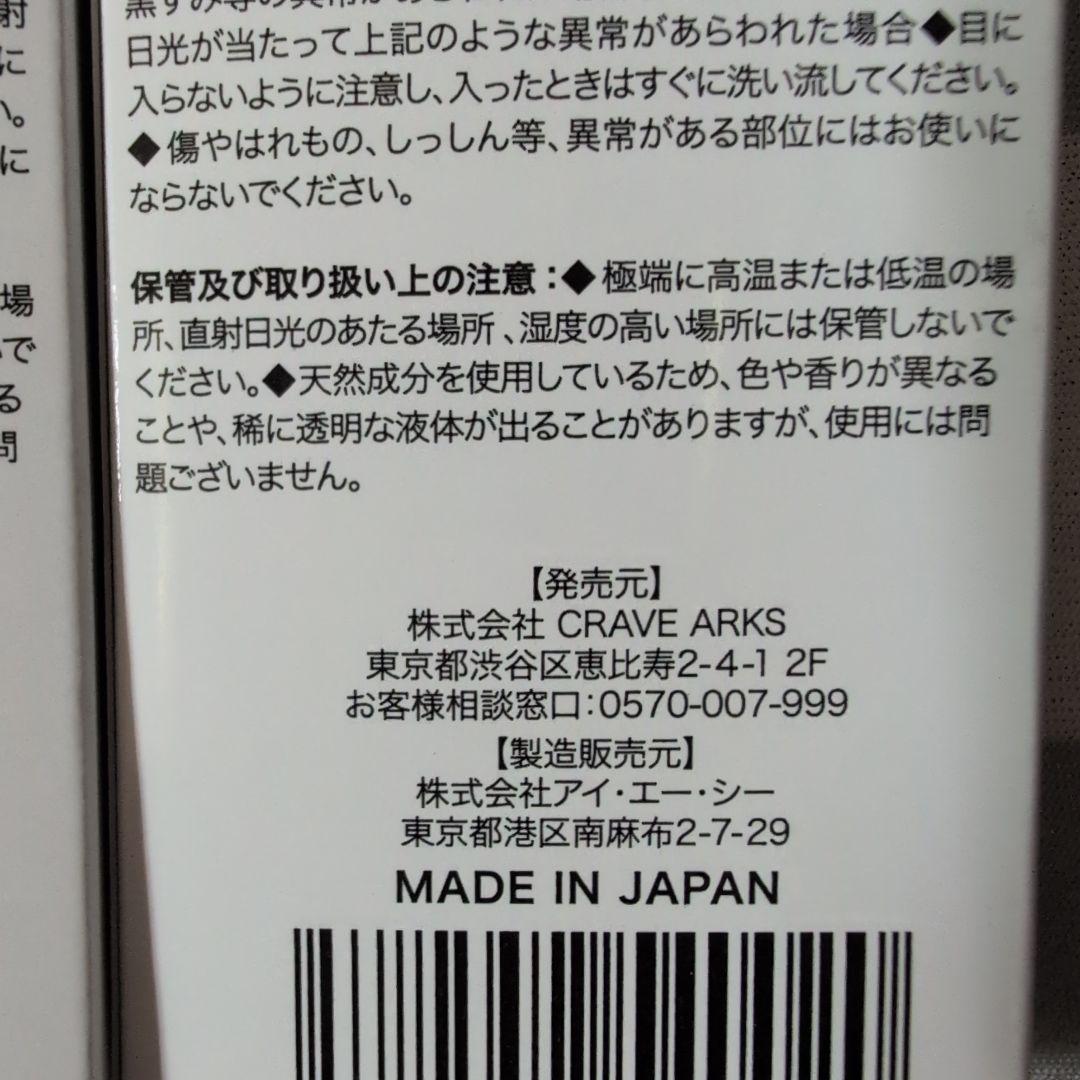 日光が当たって上記のような異常があらわれた場合◆目に
入らないように注意し、入ったときはすぐに洗い流してください。
◆傷やはれもの、しっしん等、異常がある部位にはお使いに
ならないでください。
保管及び取り扱い上の注意：◆極端に高温または低温の場
所、直射日光のあたる場所、湿度の高い場所には保管しないで
ください。◆天然成分を使用しているため、色や香りが異なる
ことや、稀に透明な液体が出ることがありますが、使用には問
題ございません。
【発売元】
株式会社 CRAVE ARKS
東京都渋谷区恵比寿2-4-1 2F
お客様相談窓口：0570-007-999
【製造販売元】
株式会社アイ・エー・シー
東京都港区南麻布2-7-29
MADE IN JAPAN
射
に
い。
に
場
いで
る
問